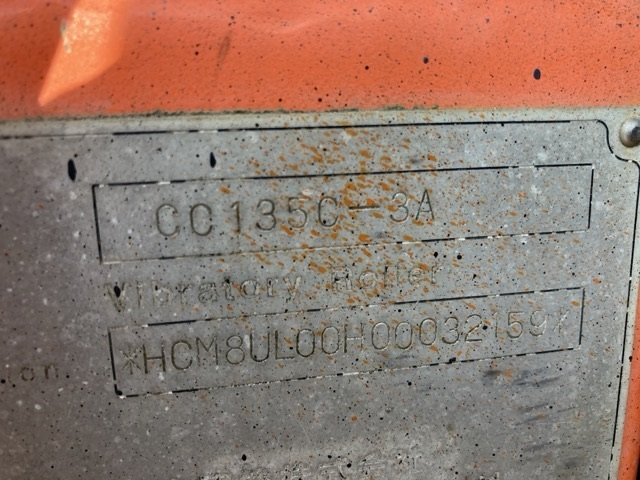 CC135C-3A
Vibratory Roller
*HCM8UL00H00032159*